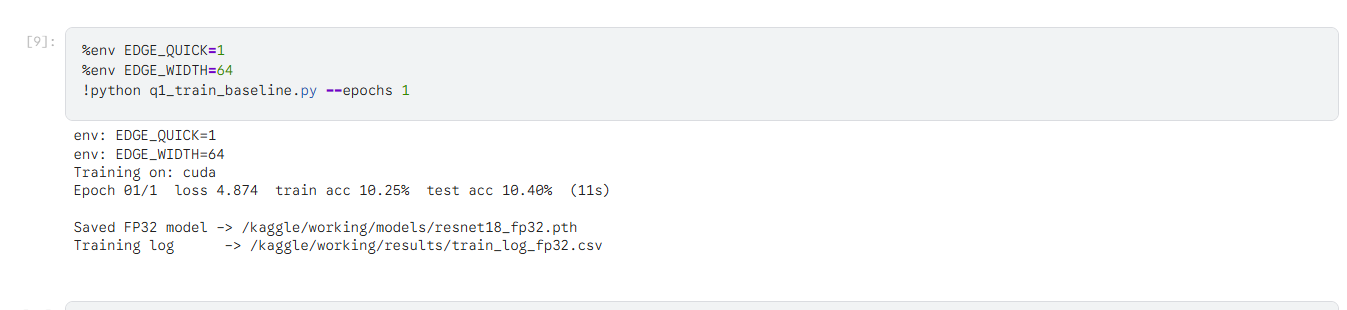 [9]:
%env EDGE_QUICK=1
%env EDGE_WIDTH=64
!python q1_train_baseline.py --epochs 1
env: EDGE_QUICK=1
env: EDGE_WIDTH=64
Training on: cuda
Epoch 01/1  loss 4.874  train acc 10.25%  test acc 10.40%  (11s)
Saved FP32 model -> /kaggle/working/models/resnet18_fp32.pth
Training log      -> /kaggle/working/results/train_log_fp32.csv